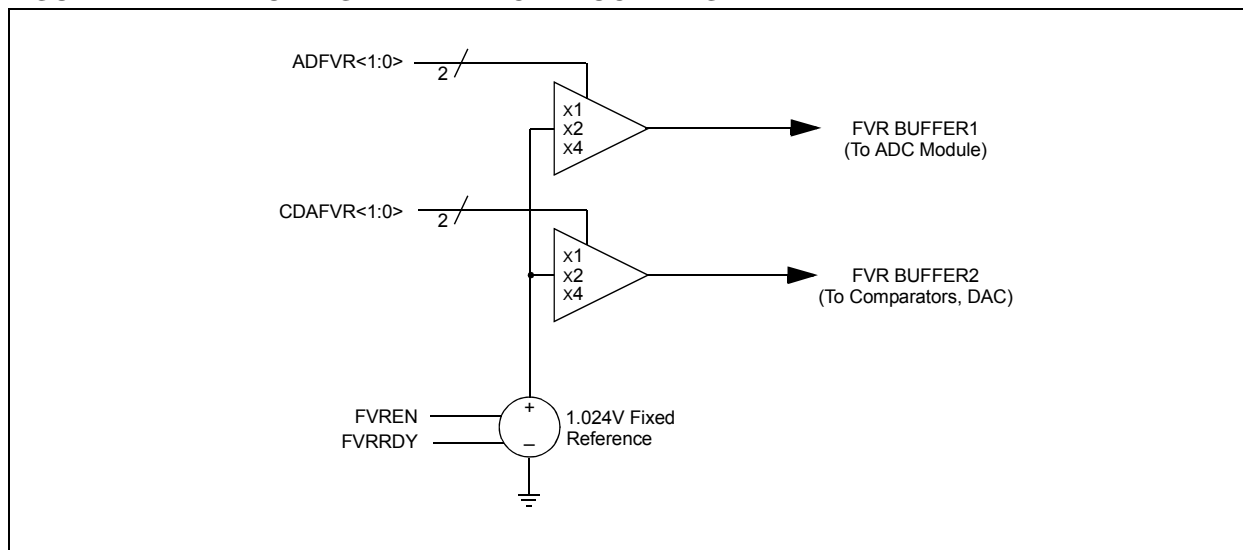 ADFVR<1:0>
2
X1
X2
X4
FVR BUFFER1
(To ADC Module)
CDAFVR<1:0>
2
X1
X2
X4
FVR BUFFER2
(To Comparators, DAC)
+
FVREN
1.024V Fixed
FVRRDY
Reference
–